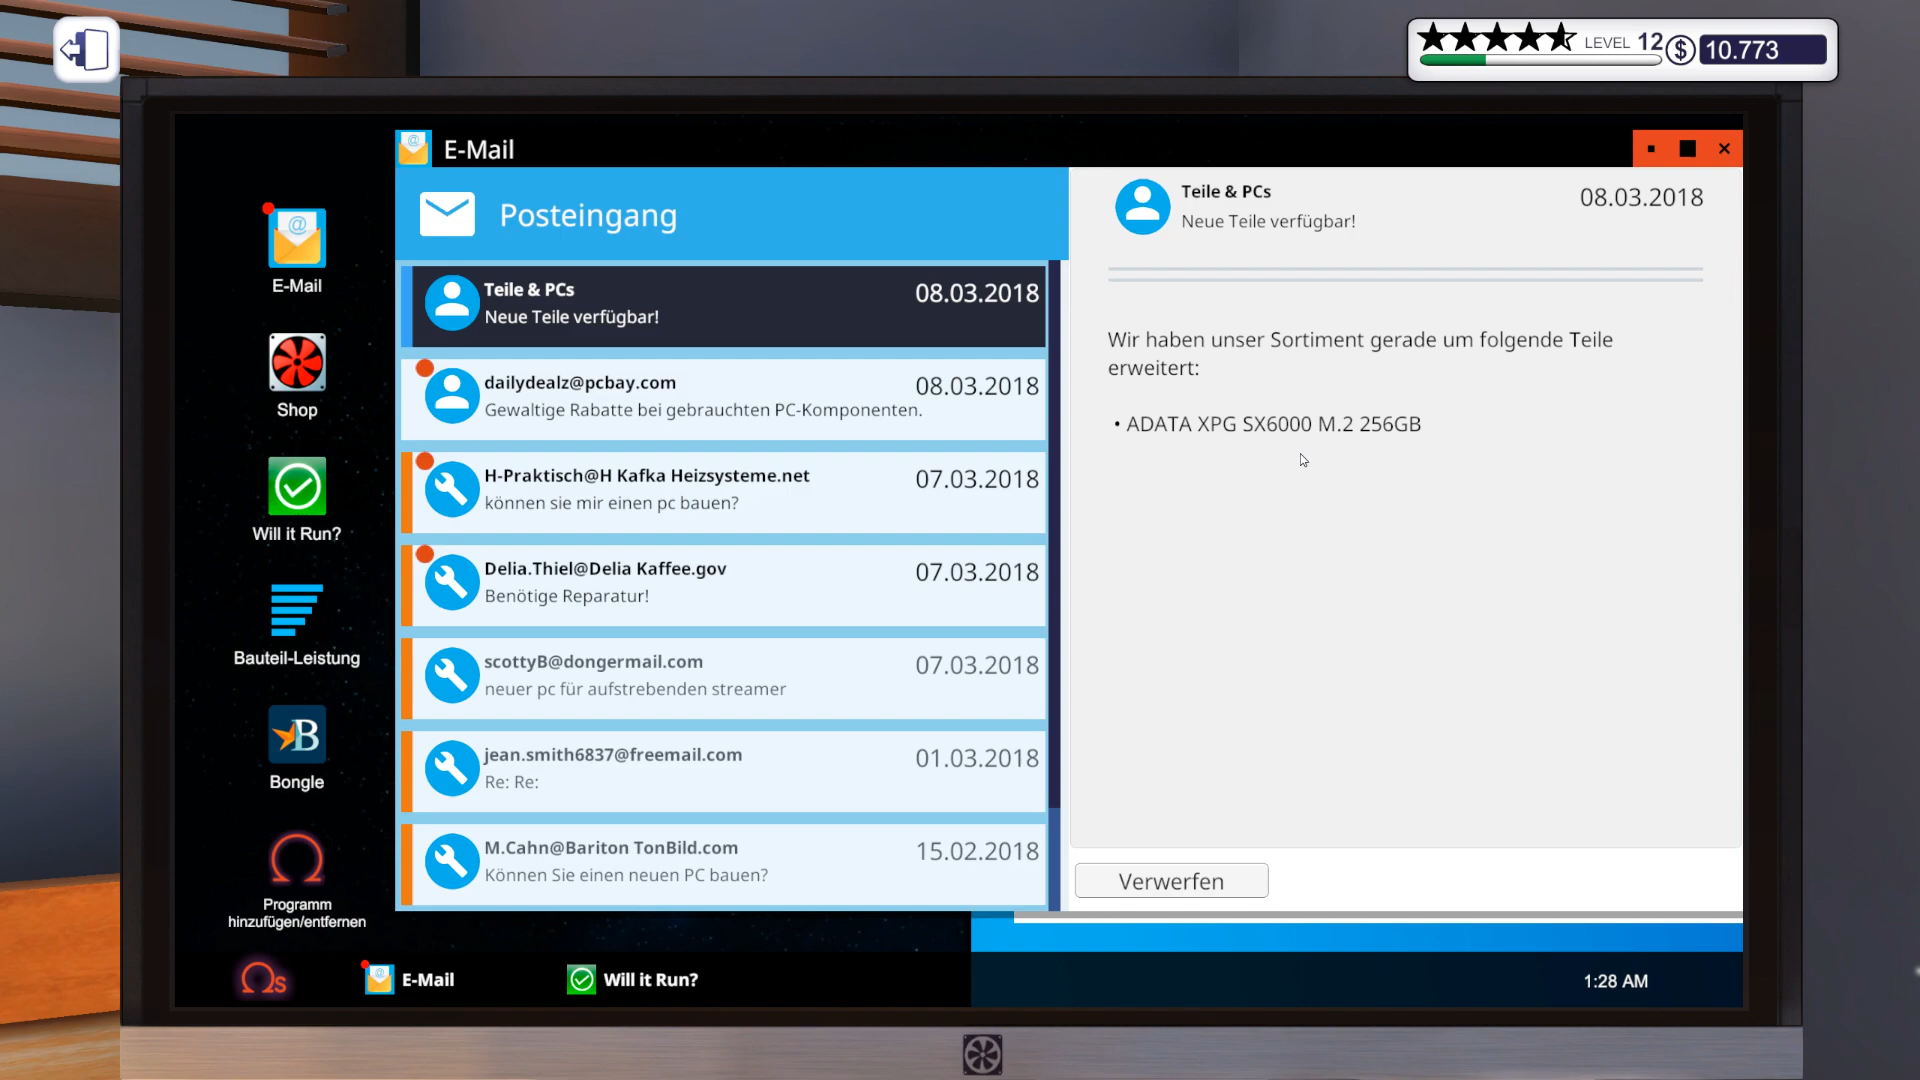 LEVEL 12
$ 10.773
E-Mail
Posteingang
Teile & PCs
08.03.2018
Neue Teile verfügbar!
dailydealz@pcbay.com
08.03.2018
Gewaltige Rabatte bei gebrauchten PC-Komponenten.
H-Praktisch@H Kafka Heizsysteme.net
07.03.2018
können sie mir einen pc bauen?
Delia.Thiel@Delia Kaffee.gov
07.03.2018
Benötige Reparatur!
scottyB@dongermail.com
07.03.2018
neuer pc für aufstrebenden streamer
jean.smith6837@freemail.com
01.03.2018
Re: Re:
M.Cahn@Bariton TonBild.com
15.02.2018
Können Sie einen neuen PC bauen?
Teile & PCs
08.03.2018
Neue Teile verfügbar!
Wir haben unser Sortiment gerade um folgende Teile
erweitert:
• ADATA XPG SX6000 M.2 256GB
Verwerfen
E-Mail
Shop
Will it Run?
Bauteil-Leistung
B
Bongle
Programm
hinzufügen/entfernen
Ωs
E-Mail
Will it Run?
1:28 AM